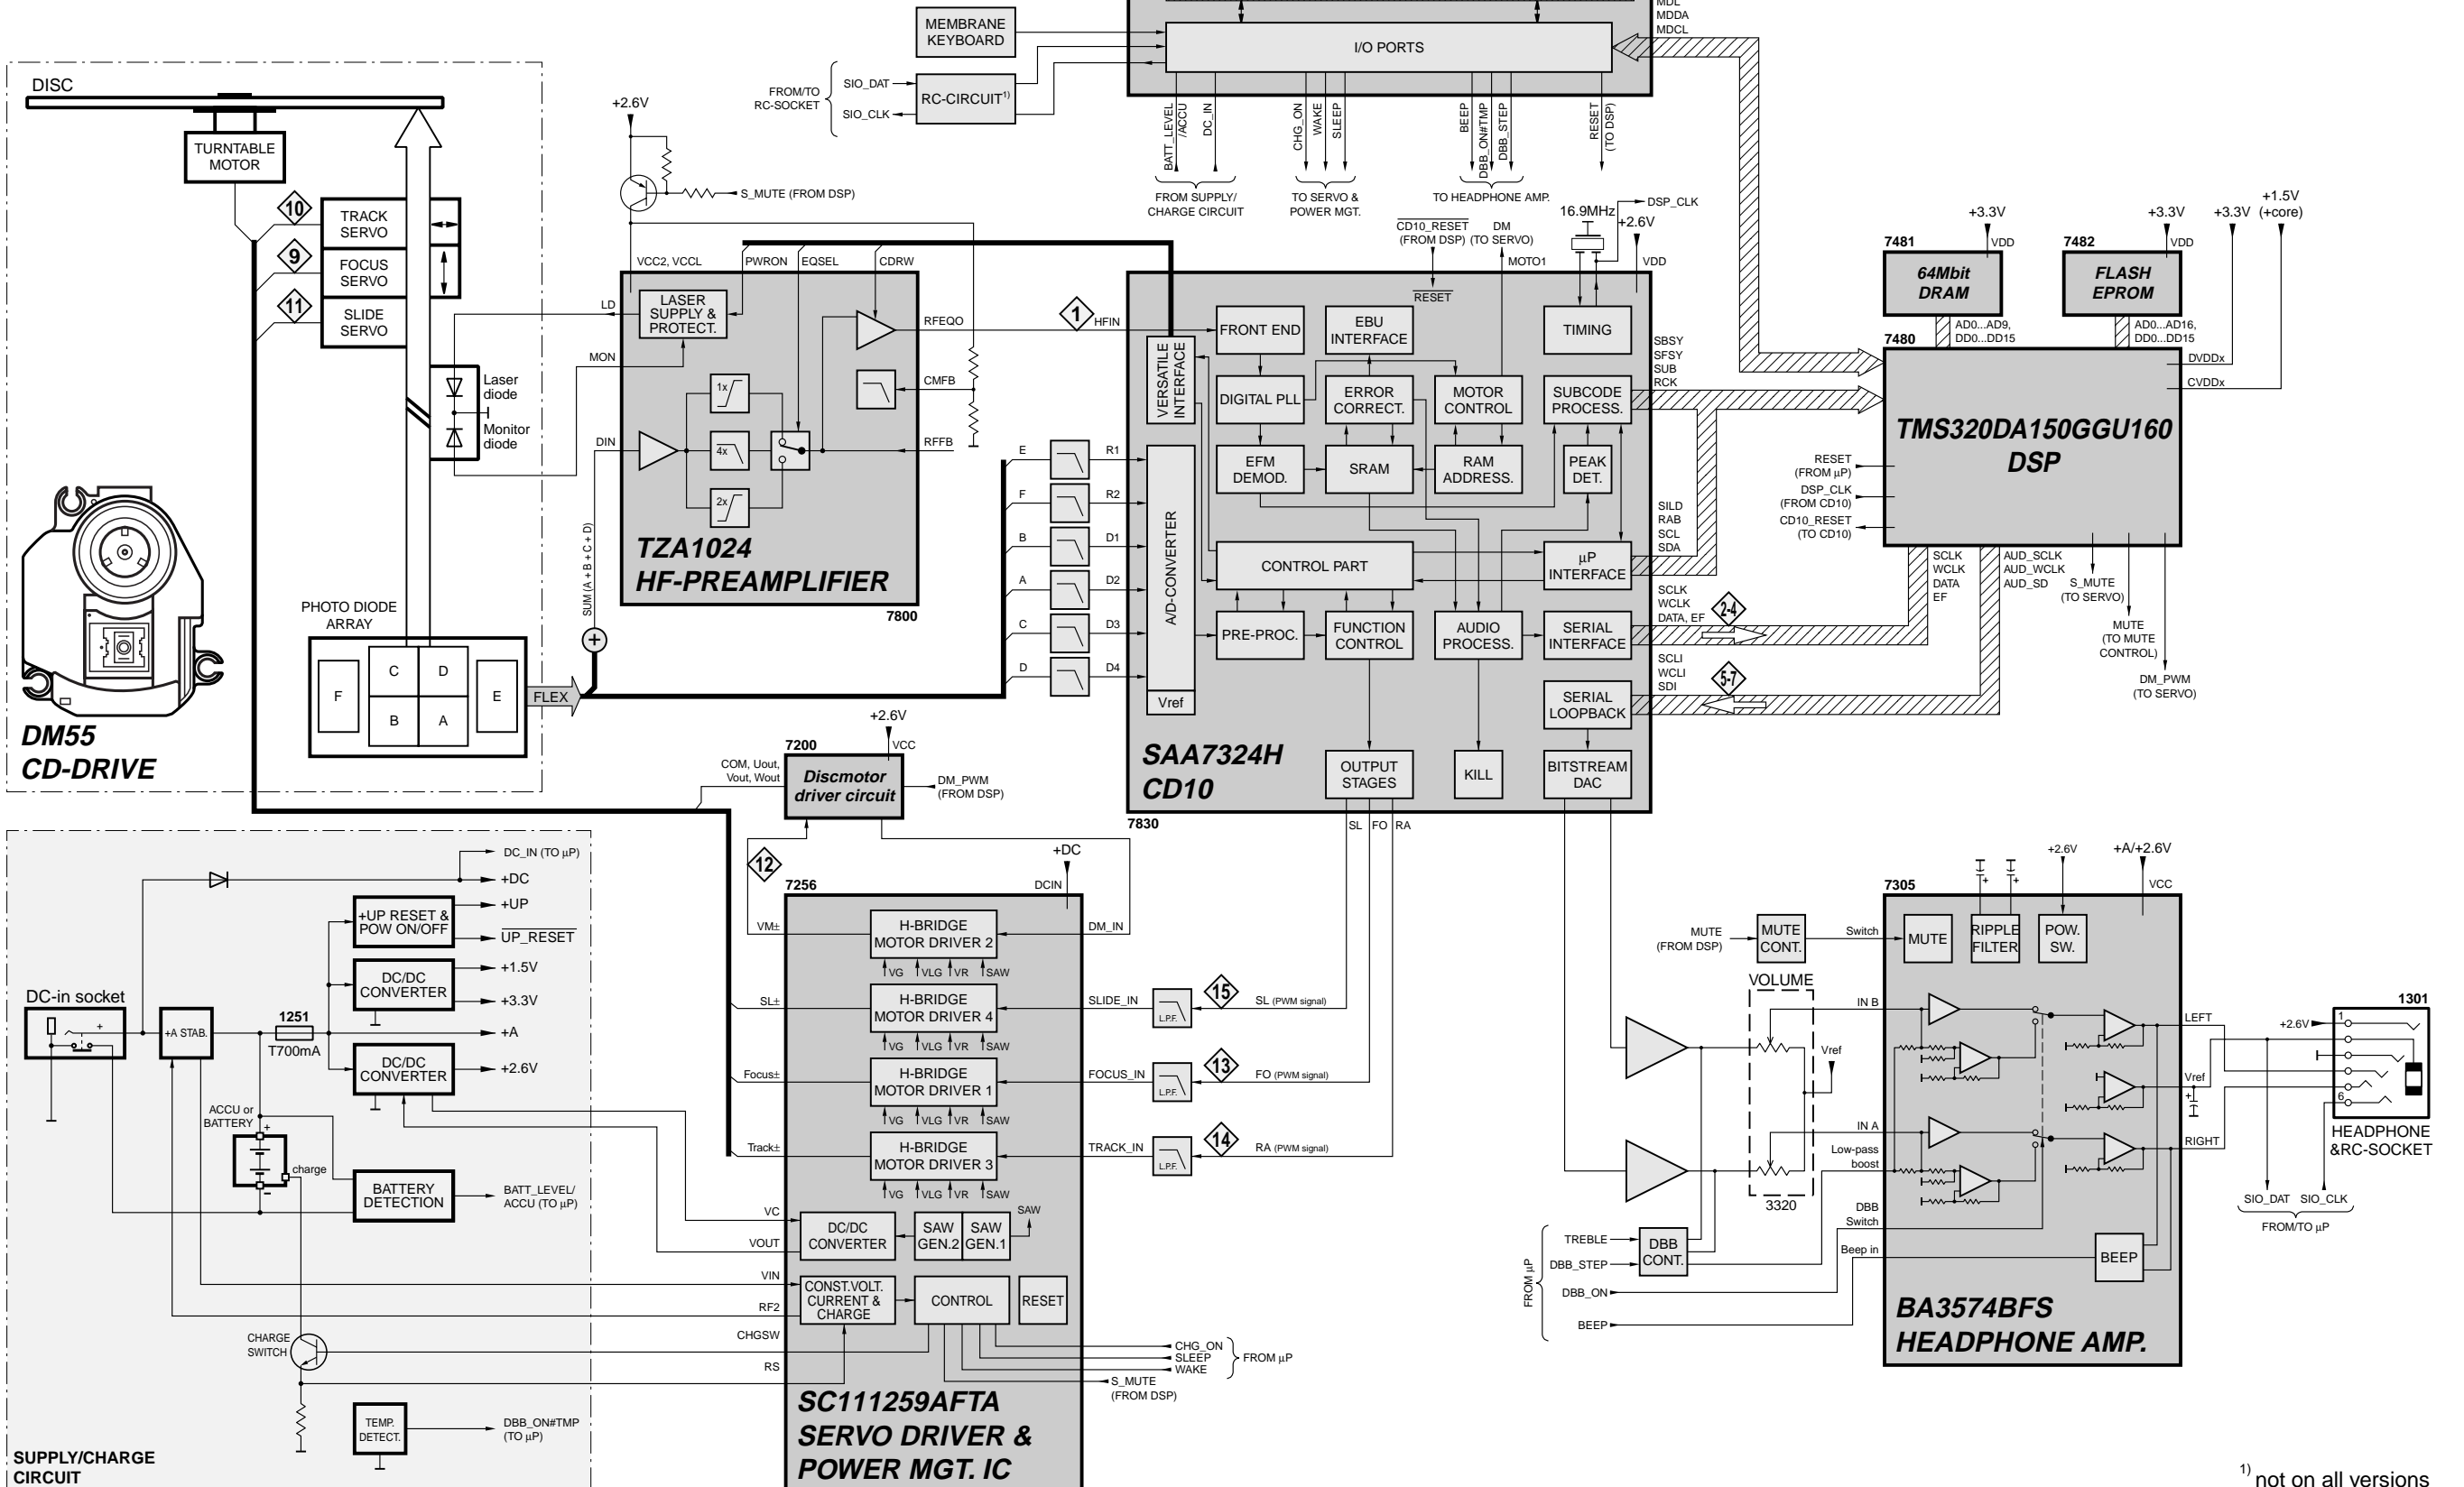 MDL
MDDA
MDCL
MEMBRANE
KEYBOARD
I/O PORTS
FROM/TO
RC-SOCKET
SIO_DAT
SIO_CLK
RC-CIRCUIT1)
BATT_LEVEL
/ACCU
DC_IN
CHG_ON
WAKE
SLEEP
BEEP
DBB_ON#TMP
DBB_STEP
RESET
(TO DSP)
FROM SUPPLY/
CHARGE CIRCUIT
TO SERVO &
POWER MGT.
TO HEADPHONE AMP.
DISC
TURNTABLE
MOTOR
10
TRACK
SERVO
9
FOCUS
SERVO
11
SLIDE
SERVO
Laser
diode
Monitor
diode
PHOTO DIODE
ARRAY
F
C
D
B
A
E
FLEX
DM55
CD-DRIVE
+2.6V
S_MUTE (FROM DSP)
VCC2, VCCL
PWRON
EQSEL
CDRW
LD
LASER
SUPPLY &
PROTECT.
MON
RFEQO
CMFB
1x
4x
2x
DIN
RFFB
SUM (A + B + C + D)
+
TZA1024
HF-PREAMPLIFIER
7800
1
HFIN
E
R1
F
R2
B
D1
A
D2
C
D3
D
D4
CD10_RESET
(FROM DSP)
DM
(TO SERVO)
RESET
MOTO1
16.9MHz
DSP_CLK
+2.6V
VDD
VERSATILE
INTERFACE
A/D-CONVERTER
Vref
FRONT END
EBU
INTERFACE
TIMING
DIGITAL PLL
ERROR
CORRECT.
MOTOR
CONTROL
SUBCODE
PROCESS.
EFM
DEMOD.
SRAM
RAM
ADDRESS.
PEAK
DET.
CONTROL PART
µP
INTERFACE
PRE-PROC.
FUNCTION
CONTROL
AUDIO
PROCESS.
SERIAL
INTERFACE
SERIAL
LOOPBACK
OUTPUT
STAGES
KILL
BITSTREAM
DAC
SAA7324H
CD10
7830
SL
FO
RA
SBSY
SFSY
SUB
RCK
SILD
RAB
SCL
SDA
SCLK
WCLK
DATA, EF
2-4
SCLI
WCLI
SDI
5-7
+3.3V
7481
VDD
64Mbit
DRAM
AD0...AD9,
DD0...DD15
+3.3V
7482
VDD
FLASH
EPROM
AD0...AD16,
DD0...DD15
+3.3V
+1.5V
(+core)
7480
DVDDx
CVDDx
TMS320DA150GGU160
DSP
RESET
(FROM µP)
DSP_CLK
(FROM CD10)
CD10_RESET
(TO CD10)
SCLK
WCLK
DATA
EF
AUD_SCLK
AUD_WCLK
AUD_SD
S_MUTE
(TO SERVO)
MUTE
(TO MUTE
CONTROL)
DM_PWM
(TO SERVO)
+2.6V
7200
VCC
COM, Uout,
Vout, Wout
Discmotor
driver circuit
DM_PWM
(FROM DSP)
12
7256
+DC
DCIN
VM±
H-BRIDGE
MOTOR DRIVER 2
DM_IN
VG
VLG
VR
SAW
SL±
H-BRIDGE
MOTOR DRIVER 4
SLIDE_IN
L.P.F.
15
SL (PWM signal)
VG
VLG
VR
SAW
Focus±
H-BRIDGE
MOTOR DRIVER 1
FOCUS_IN
L.P.F.
13
FO (PWM signal)
VG
VLG
VR
SAW
Track±
H-BRIDGE
MOTOR DRIVER 3
TRACK_IN
L.P.F.
14
RA (PWM signal)
VG
VLG
VR
SAW
VC
DC/DC
CONVERTER
SAW
GEN.2
SAW
GEN.1
SAW
VOUT
VIN
CONST.VOLT.
CURRENT &
CHARGE
CONTROL
RESET
RF2
CHGSW
RS
CHG_ON
SLEEP
WAKE
FROM µP
S_MUTE
(FROM DSP)
SC111259AFTA
SERVO DRIVER &
POWER MGT. IC
DC_IN (TO µP)
+DC
+UP RESET &
POW ON/OFF
+UP
UP_RESET
DC/DC
CONVERTER
+1.5V
+3.3V
DC-in socket
+
+A STAB.
1251
T700mA
+A
DC/DC
CONVERTER
+2.6V
ACCU or
BATTERY
+
charge
−
BATTERY
DETECTION
BATT_LEVEL/
ACCU (TO µP)
CHARGE
SWITCH
TEMP.
DETECT.
DBB_ON#TMP
(TO µP)
SUPPLY/CHARGE
CIRCUIT
VOLUME
Vref
3320
MUTE
(FROM DSP)
MUTE
CONT.
Switch
FROM µP
TREBLE
DBB_STEP
DBB
CONT.
DBB_ON
BEEP
7305
+2.6V
+A/+2.6V
VCC
+
+
MUTE
RIPPLE
FILTER
POW.
SW.
IN B
IN A
Low-pass
boost
DBB
Switch
Beep in
BEEP
BA3574BFS
HEADPHONE AMP.
LEFT
Vref
+
RIGHT
1301
+2.6V
1
6
HEADPHONE
&RC-SOCKET
SIO_DAT
SIO_CLK
FROM/TO µP
1) not on all versions